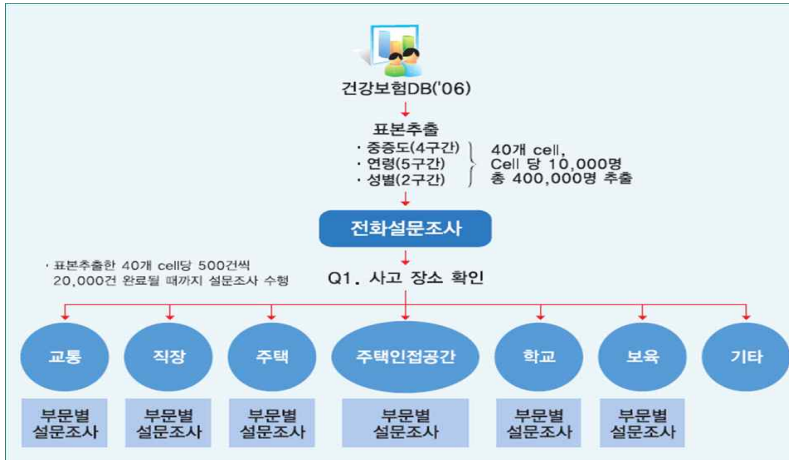 건강보험DB('06)
표본추출
· 중증도(4구간)
· 연령(5구간)
· 성별(2구간)
40개 cell,
Cell 당 10,000명
총 400,000명 추출
전화설문조사
· 표본추출한 40개 cell당 500건씩
20,000건 완료될 때까지 설문조사 수행
Q1. 사고 장소 확인
교통
직장
주택
주택인접공간
학교
보육
기타
부문별
설문조사
부문별
설문조사
부문별
설문조사
부문별
설문조사
부문별
설문조사
부문별
설문조사